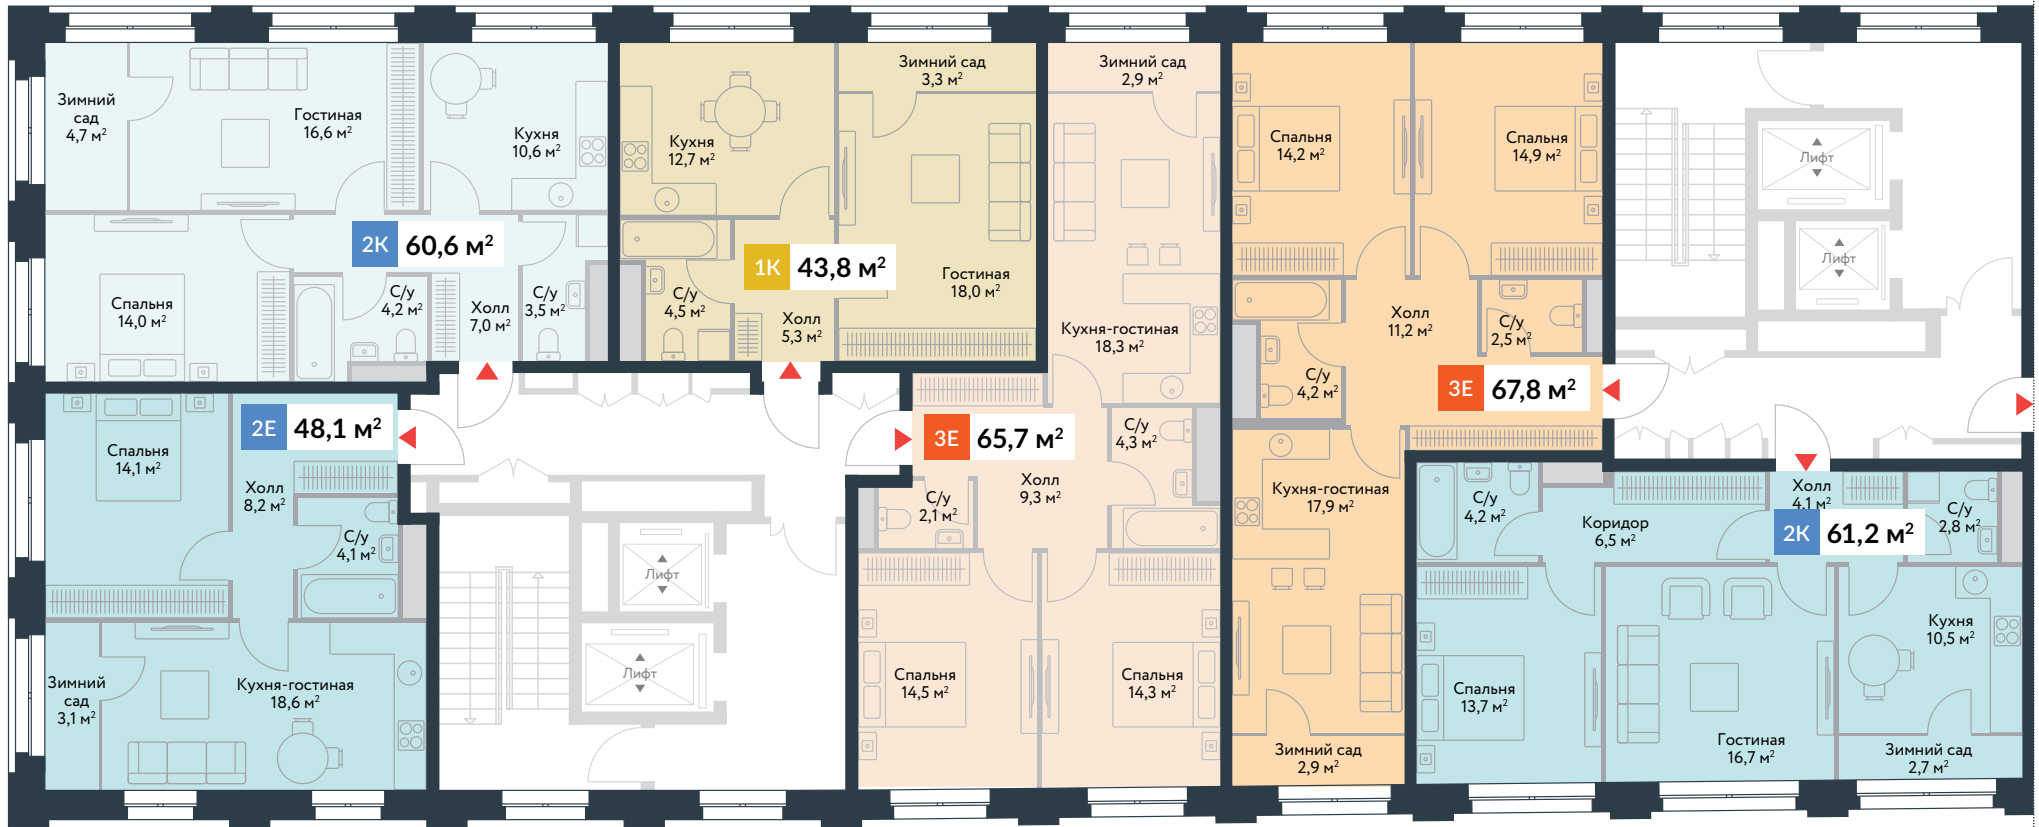 Зимний
сад
4,7 м²
Гостиная
16,6 м²
Кухня
10,6 м²
2К 60,6 м²
Спальня
14,0 м²
С/у
4,2 м²
Холл
7,0 м²
С/у
3,5 м²
Кухня
12,7 м²
Зимний сад
3,3 м²
1К 43,8 м²
С/у
4,5 м²
Холл
5,3 м²
Гостиная
18,0 м²
Зимний сад
2,9 м²
Кухня-гостиная
18,3 м²
3Е 65,7 м²
С/у
4,3 м²
Холл
9,3 м²
С/у
2,1 м²
Спальня
14,5 м²
Спальня
14,3 м²
Спальня
14,2 м²
Спальня
14,9 м²
Холл
11,2 м²
С/у
2,5 м²
С/у
4,2 м²
3Е 67,8 м²
Кухня-гостиная
17,9 м²
Зимний сад
2,9 м²
Лифт
Лифт
2Е 48,1 м²
Спальня
14,1 м²
Холл
8,2 м²
С/у
4,1 м²
Зимний
сад
3,1 м²
Кухня-гостиная
18,6 м²
Лифт
Лифт
С/у
4,2 м²
Коридор
6,5 м²
Холл
4,1 м²
2К 61,2 м²
С/у
2,8 м²
Спальня
13,7 м²
Гостиная
16,7 м²
Кухня
10,5 м²
Зимний сад
2,7 м²